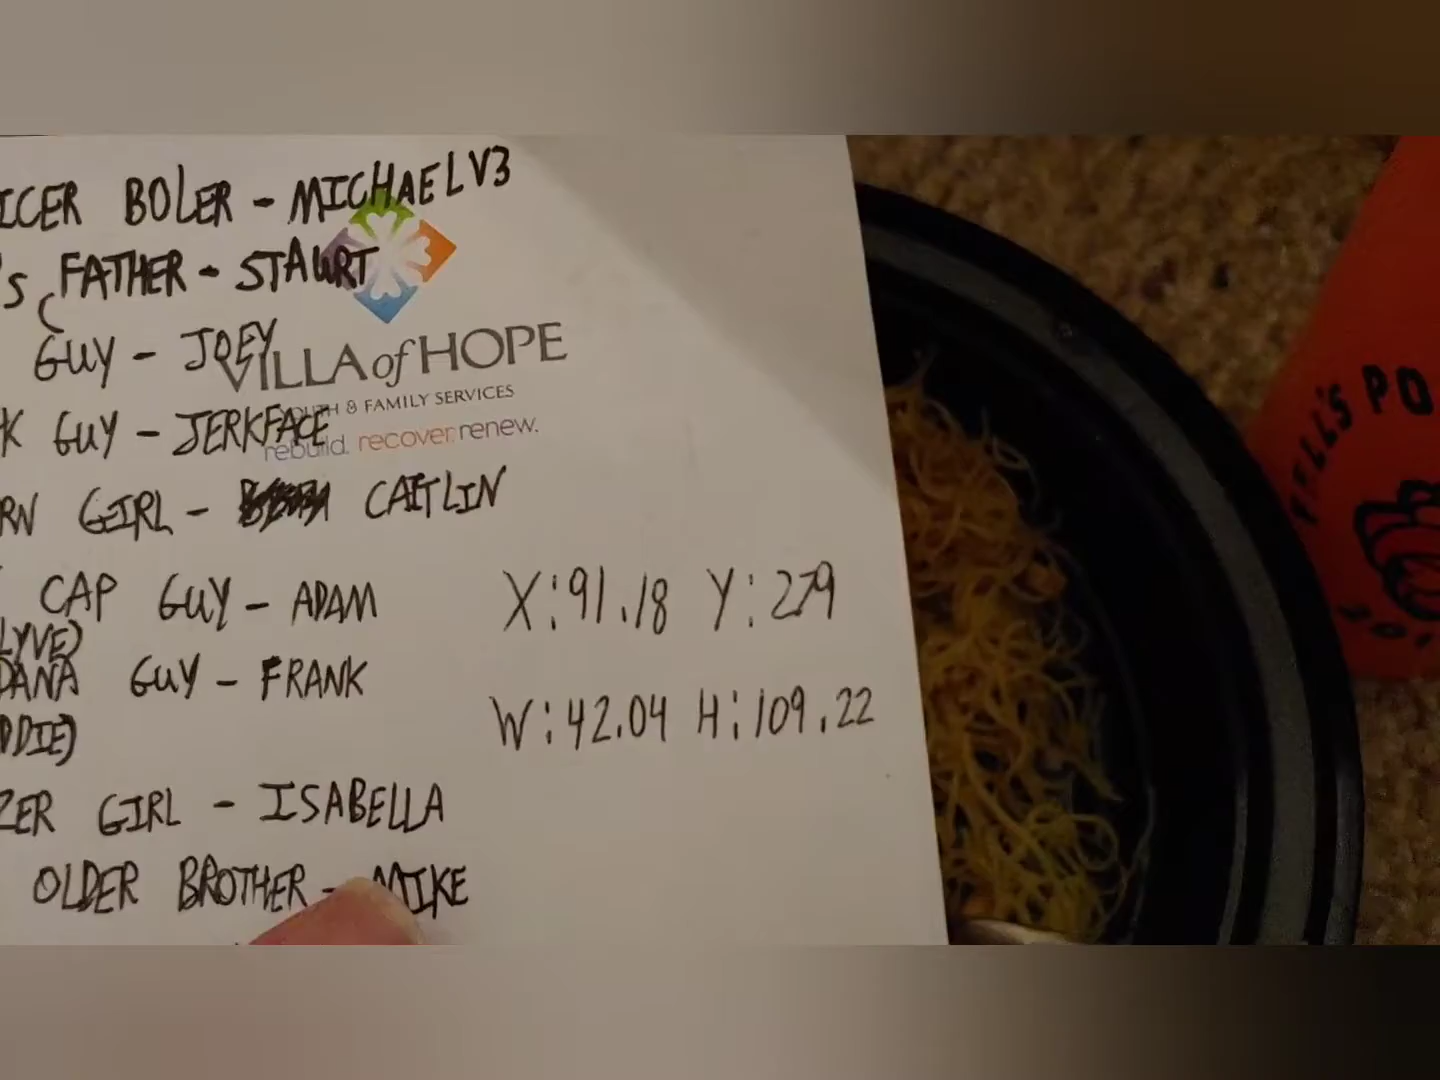 ICER BOLER - MICHAEL V3
'S FATHER - STAURT
GUY - JOEY
VILLA of HOPE
YOUTH & FAMILY SERVICES
K GUY - JERKFACE
rebuild. recover. renew.
RN GIRL - CAITLIN
CAP GUY - ADAM
X:91.18 Y:279
LYVE)
DANA GUY - FRANK
W:42.04 H:109.22
DDIE)
ZER GIRL - ISABELLA
OLDER BROTHER - MIKE
FELL'S PO